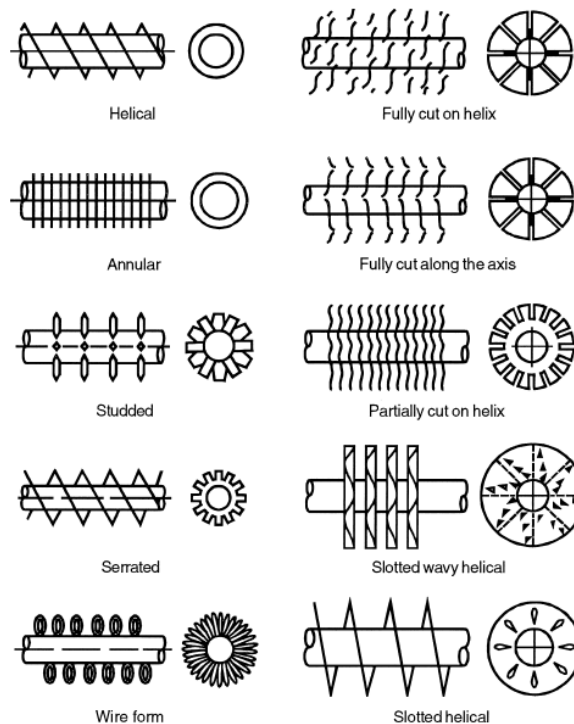 Helical
Fully cut on helix
Annular
Fully cut along the axis
Studded
Partially cut on helix
Serrated
Slotted wavy helical
Wire form
Slotted helical